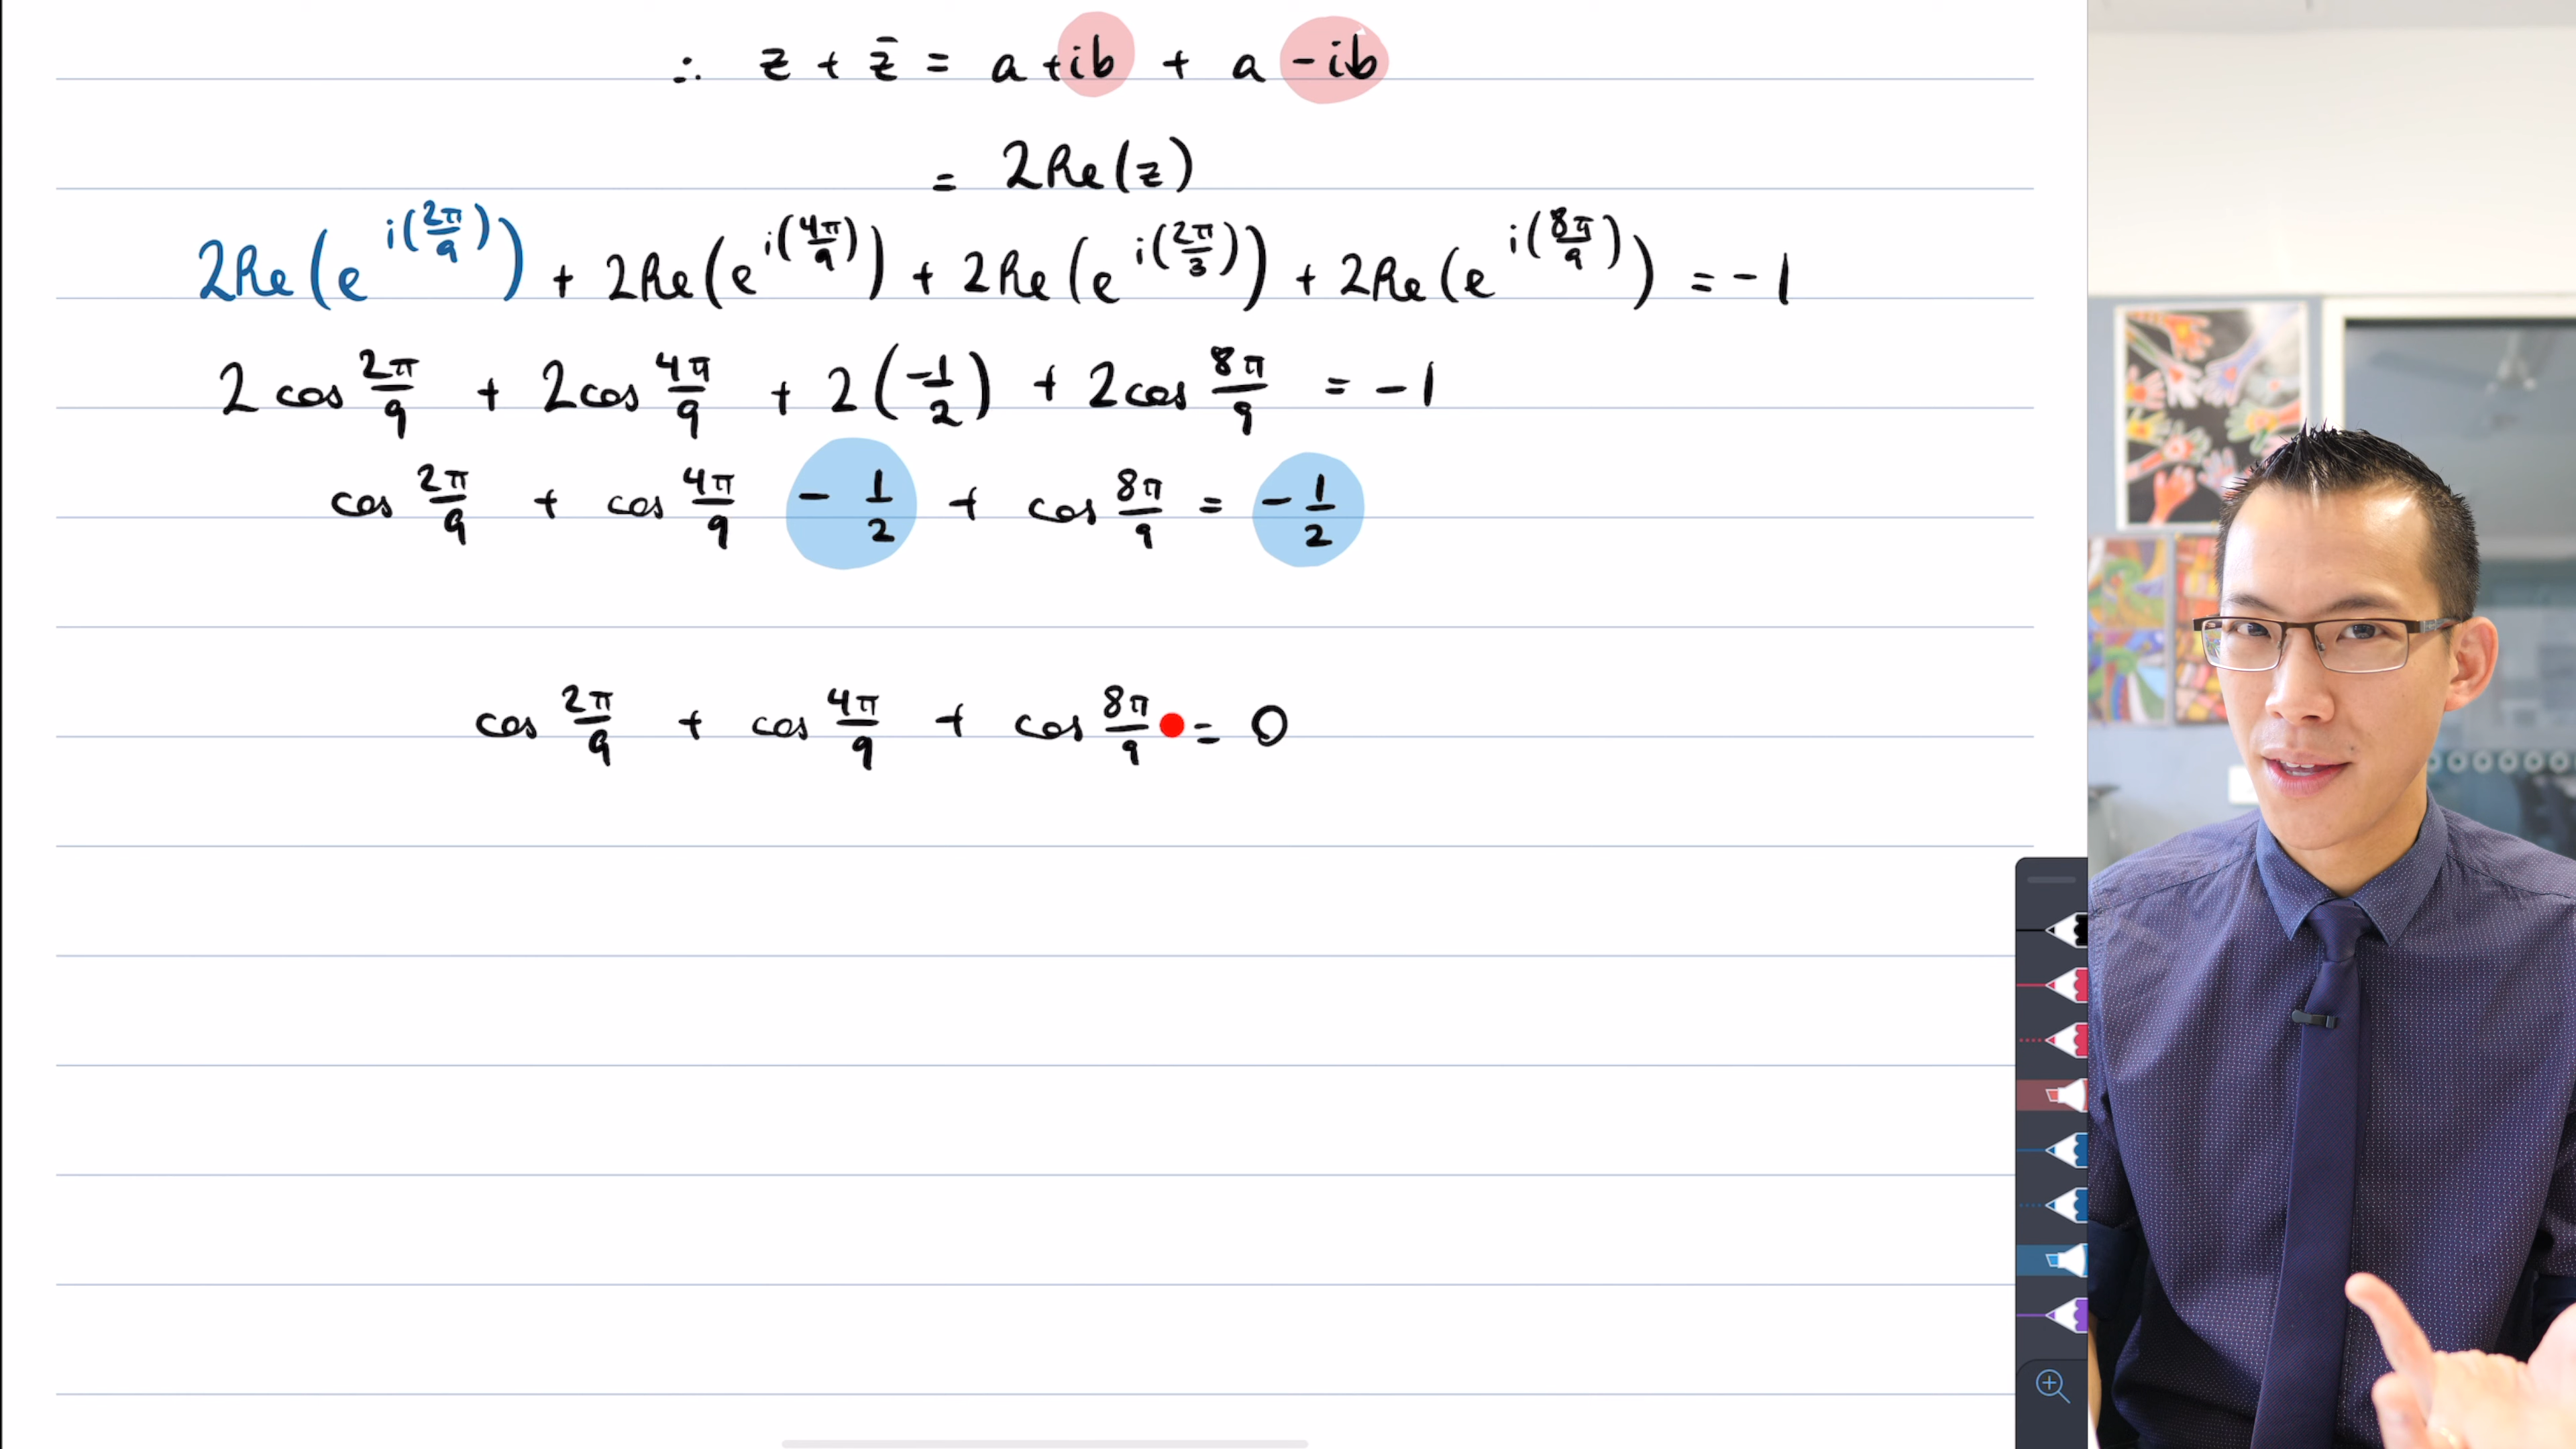 ∴ z + z̄ = a + ib + a - ib
= 2Re(z)
2Re(e^{i(2π/9)}) + 2Re(e^{i(4π/9)}) + 2Re(e^{i(2π/3)}) + 2Re(e^{i(8π/9)}) = -1
2 cos 2π/9 + 2cos 4π/9 + 2(-1/2) + 2cos 8π/9 = -1
cos 2π/9 + cos 4π/9 - 1/2 + cos 8π/9 = -1/2
cos 2π/9 + cos 4π/9 + cos 8π/9 = 0